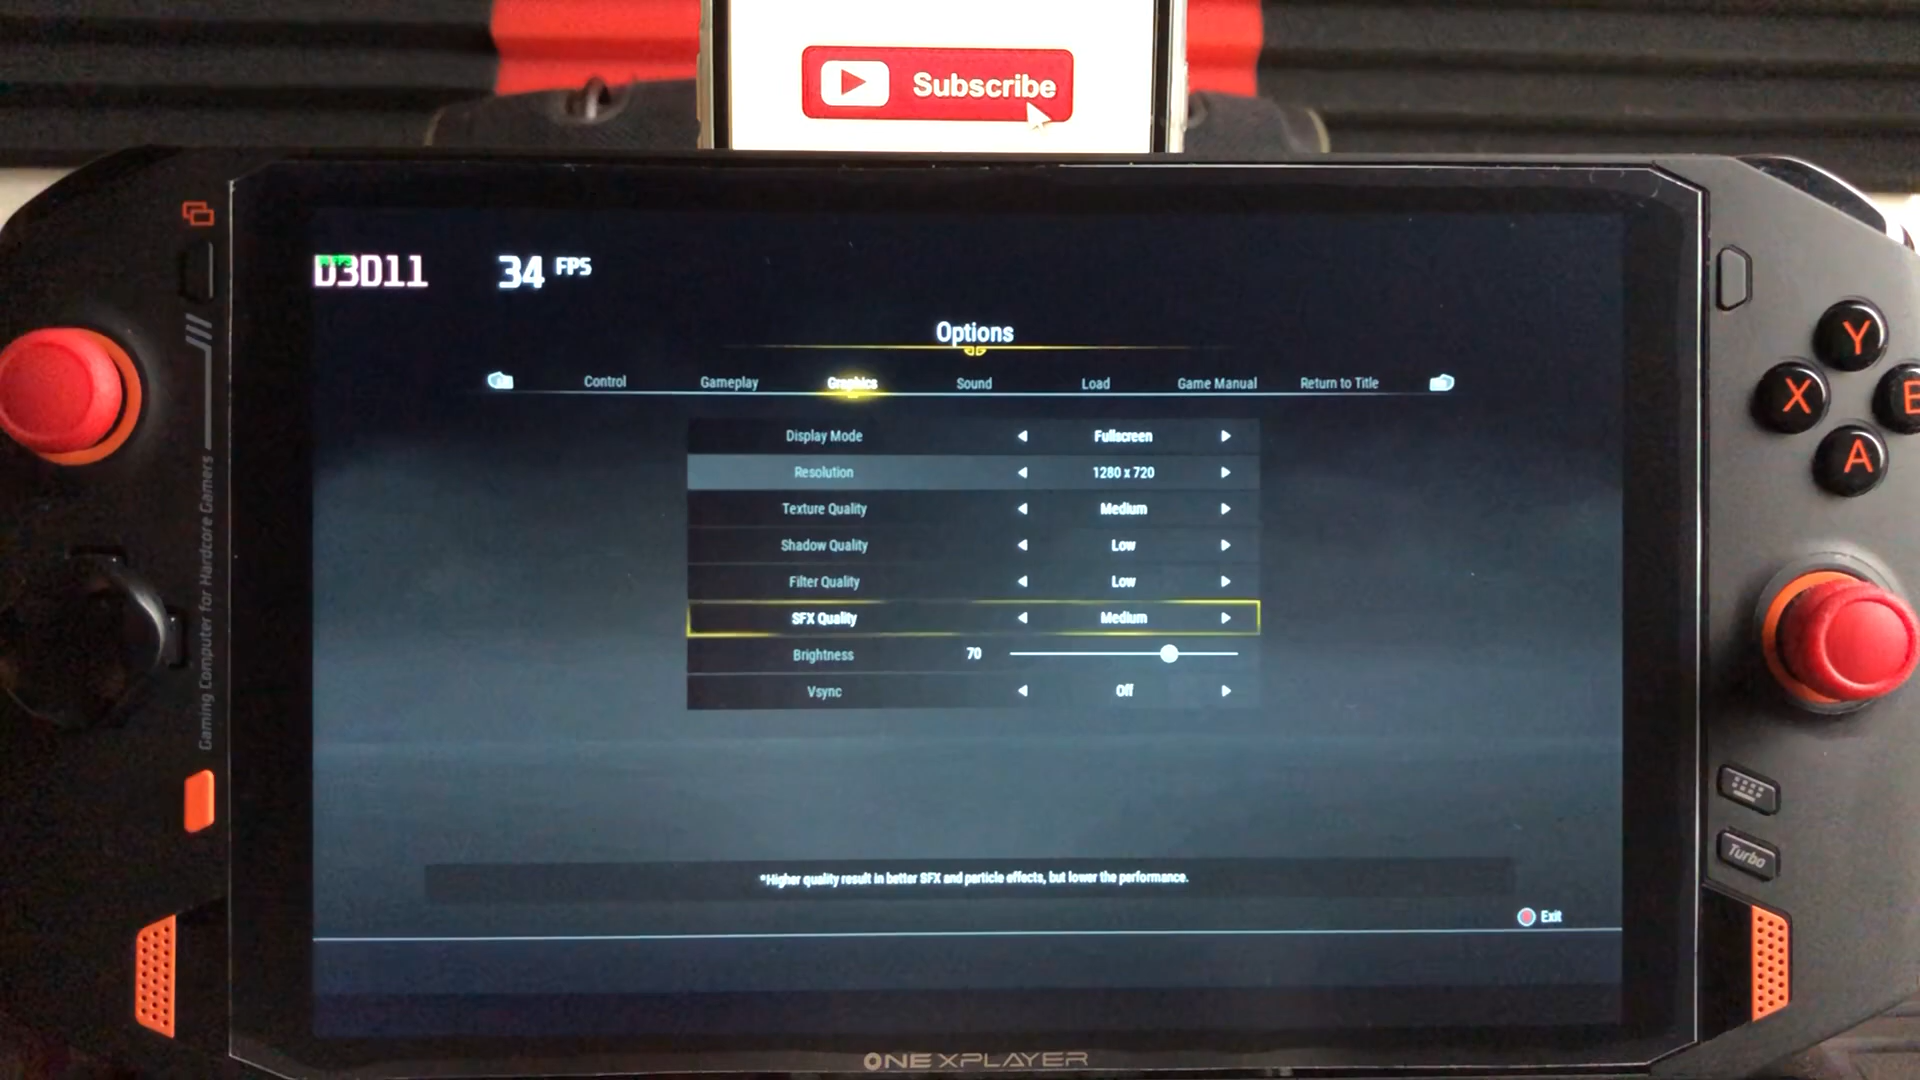 Subscribe
D3D11 34 FPS
Options
Control Gameplay Graphics Sound Load Game Manual Return to Title
Display Mode Fullscreen
Resolution 1280 x 720
Texture Quality Medium
Shadow Quality Low
Filter Quality Low
SFX Quality Medium
Brightness 70
Vsync Off
*Higher quality result in better SFX and particle effects, but lower the performance.
Exit
Gaming Computer for Hardcore Gamers
Y
X
B
A
Turbo
ONEXPLAYER